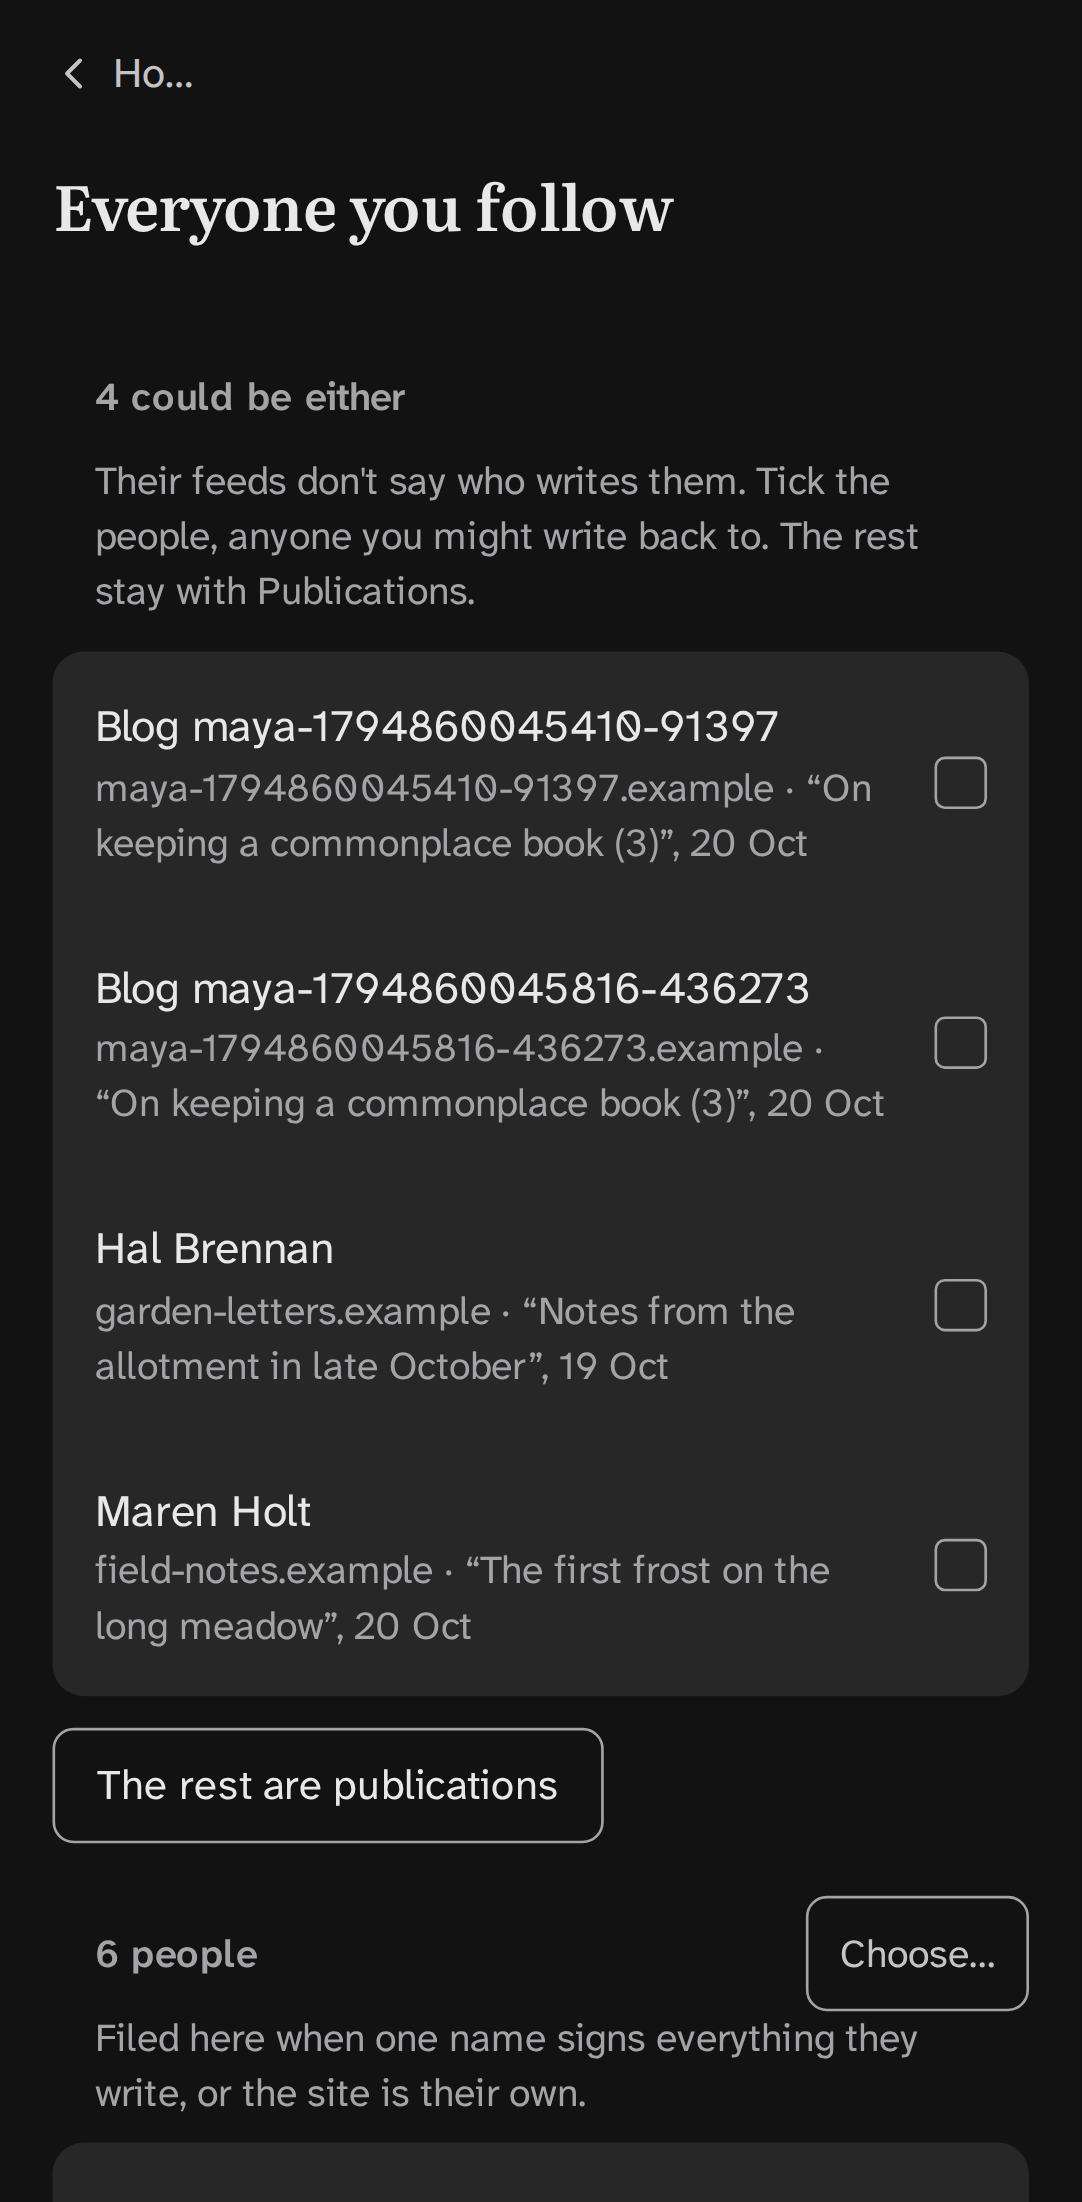 Ho...
Everyone you follow
4 could be either
Their feeds don't say who writes them. Tick the
people, anyone you might write back to. The rest
stay with Publications.
Blog maya-1794860045410-91397
maya-1794860045410-91397.example · “On
keeping a commonplace book (3)”, 20 Oct
Blog maya-1794860045816-436273
maya-1794860045816-436273.example ·
“On keeping a commonplace book (3)”, 20 Oct
Hal Brennan
garden-letters.example · “Notes from the
allotment in late October”, 19 Oct
Maren Holt
field-notes.example · “The first frost on the
long meadow”, 20 Oct
The rest are publications
6 people
Choose...
Filed here when one name signs everything they
write, or the site is their own.